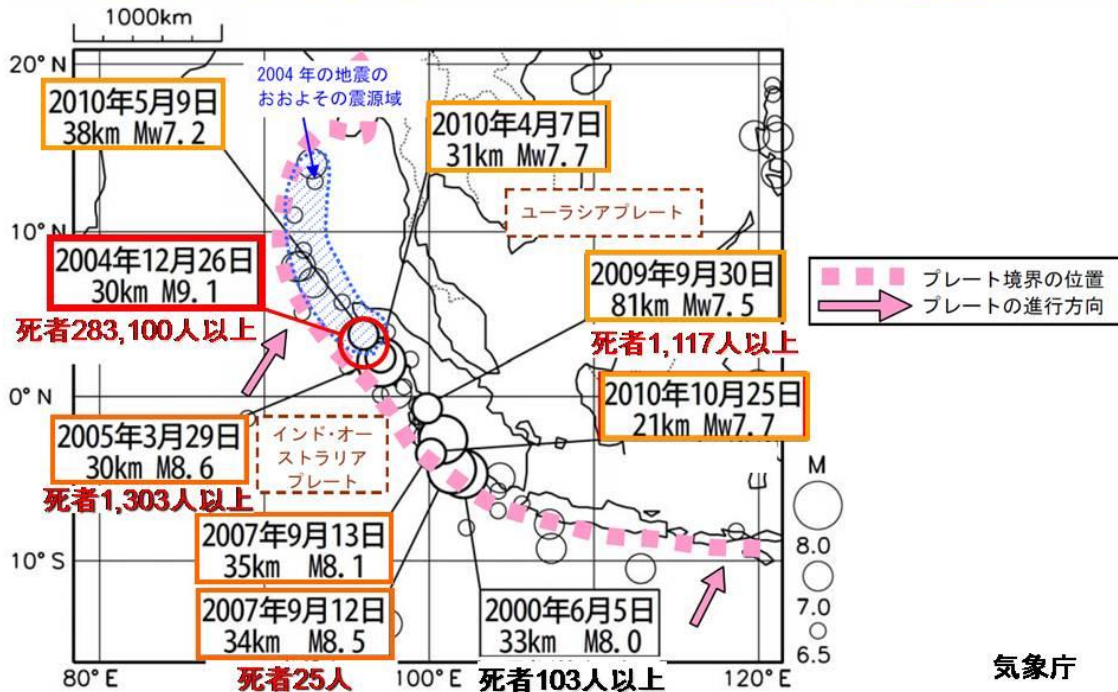 1000km
20°N
2004年の地震の
おおよその震源域
2010年5月9日
38km Mw7.2
2010年4月7日
31km Mw7.7
ユーラシアプレート
10°N
2004年12月26日
30km M9.1
死者283,100人以上
2009年9月30日
81km Mw7.5
死者1,117人以上
プレート境界の位置
プレートの進行方向
0°N
2010年10月25日
21km Mw7.7
2005年3月29日
30km M8.6
死者1,303人以上
インド・オー
ストラリア
プレート
2007年9月13日
35km M8.1
10°S
2007年9月12日
34km M8.5
死者25人
2000年6月5日
33km M8.0
死者103人以上
M
8.0
7.0
6.5
80°E
100°E
120°E
気象庁